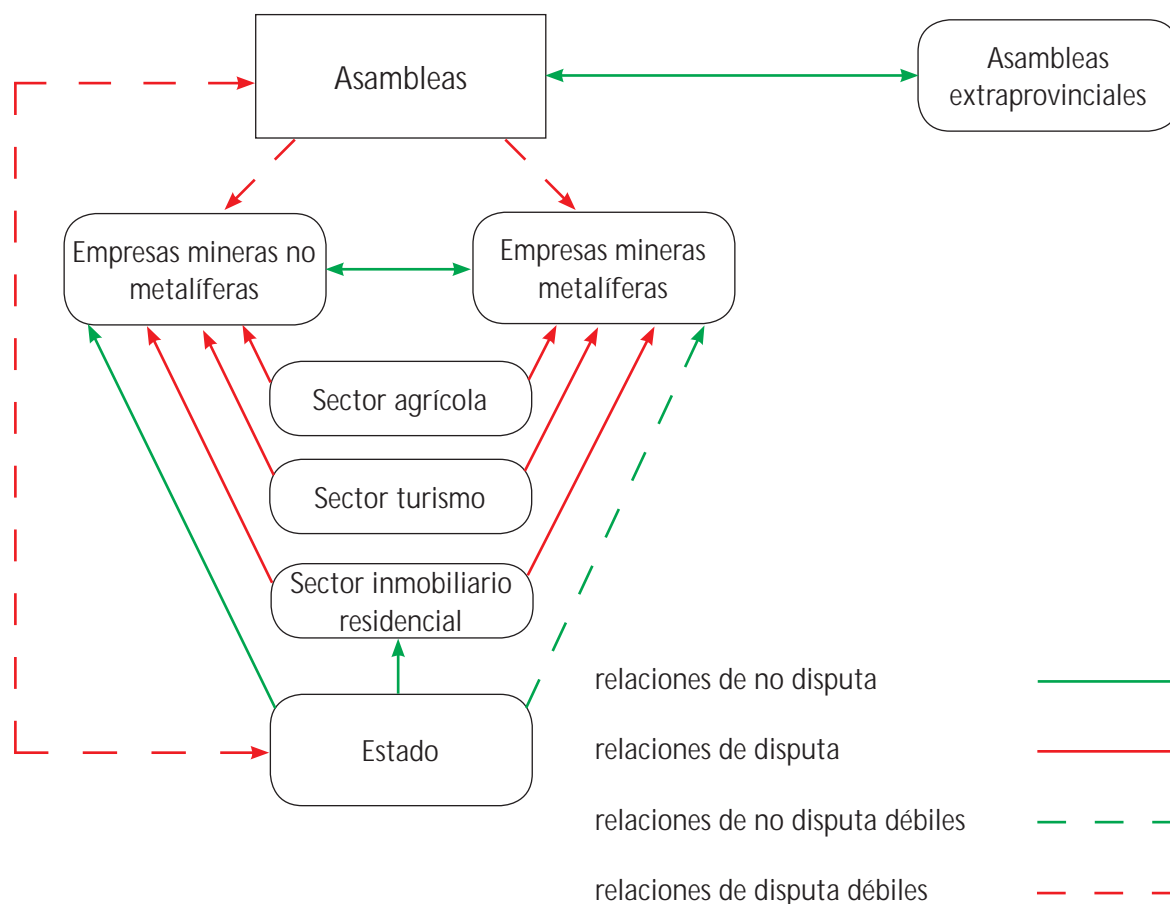 Asambleas
Asambleas
extraprovinciales
Empresas mineras no
metalíferas
Empresas mineras
metalíferas
Sector agrícola
Sector turismo
Sector inmobiliario
residencial
Estado
relaciones de no disputa
relaciones de disputa
relaciones de no disputa débiles
relaciones de disputa débiles